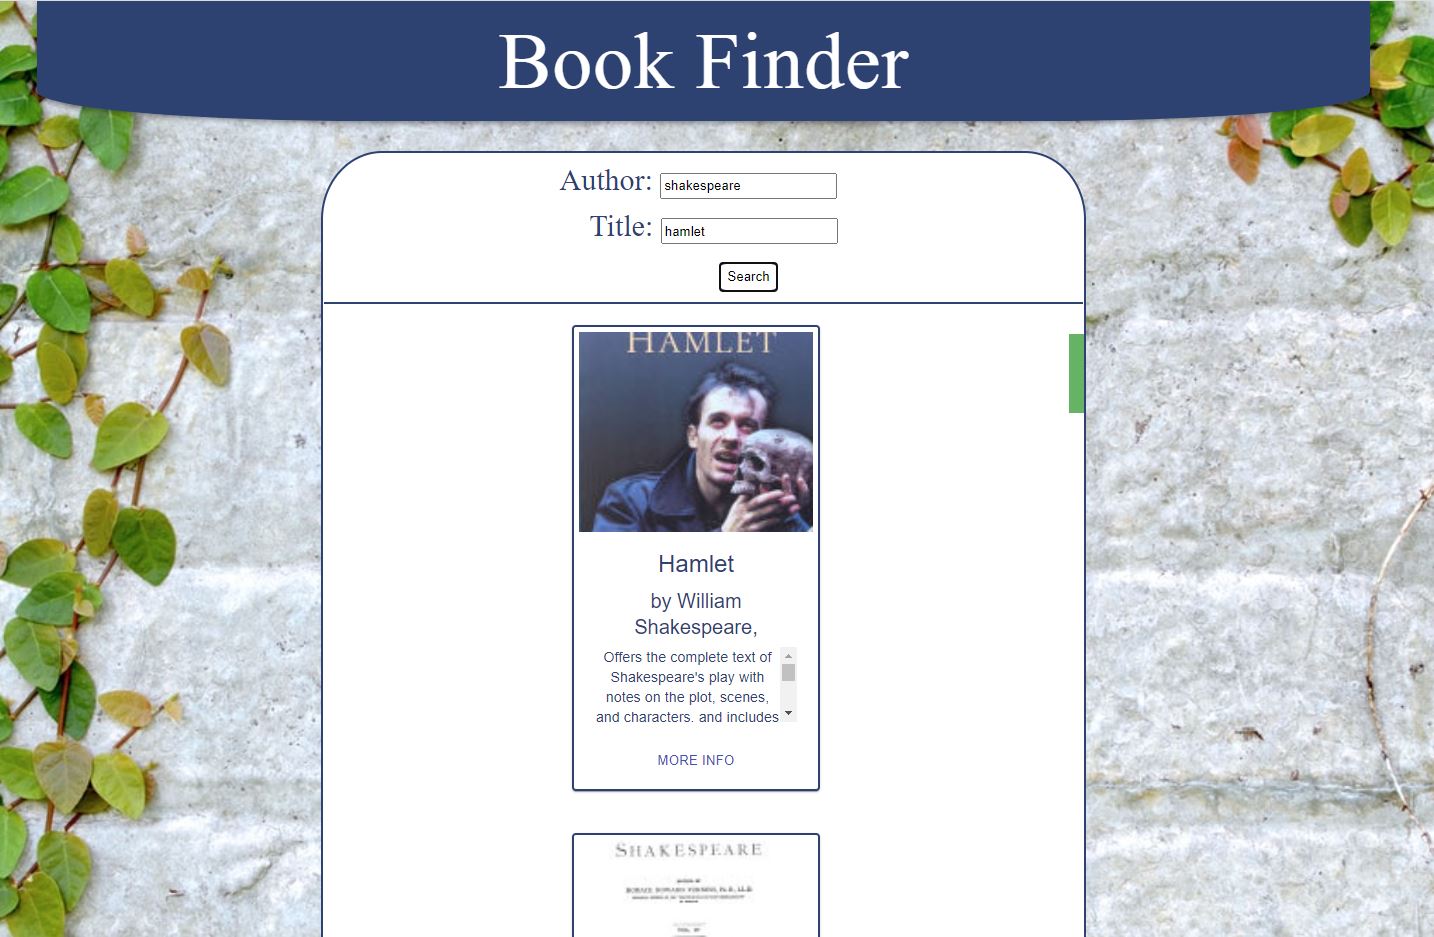 Book Finder
Author: shakespeare
Title: hamlet
Search
HAMLET
Hamlet
by William
Shakespeare,
Offers the complete text of
Shakespeare's play with
notes on the plot, scenes,
and characters, and includes
MORE INFO
SHAKESPEARE